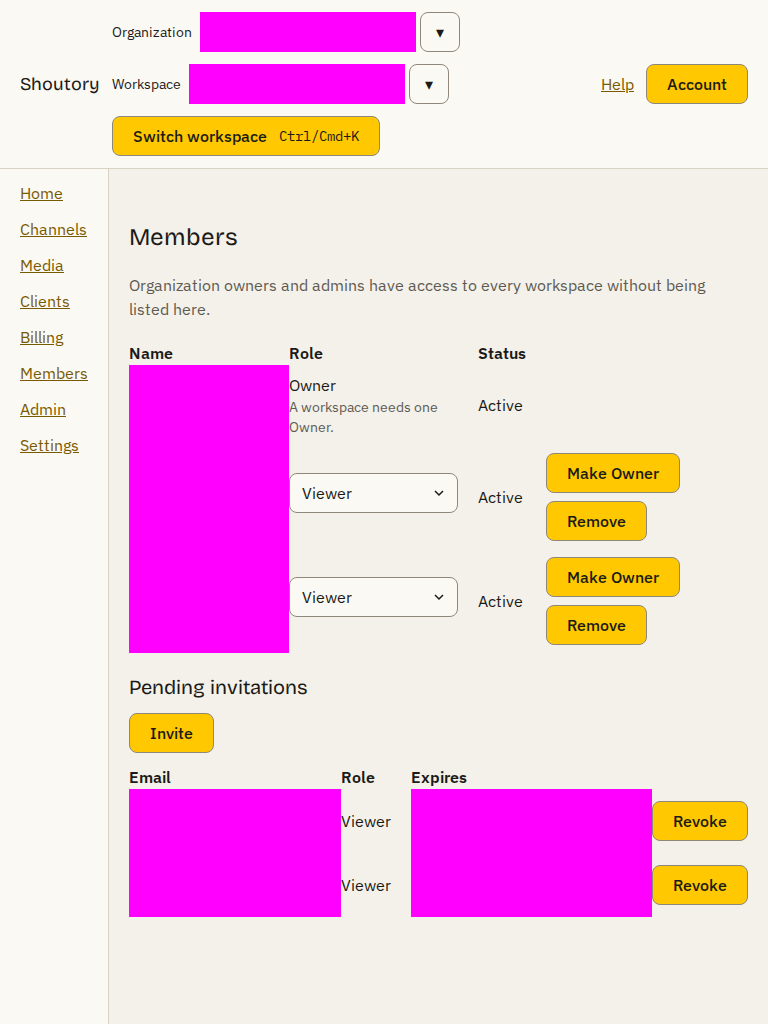 Organization ▼
Shoutory Workspace ▼ Help Account
Switch workspace Ctrl/Cmd+K
Home
Channels
Media
Clients
Billing
Members
Admin
Settings
Members
Organization owners and admins have access to every workspace without being
listed here.
Name Role Status
Owner
A workspace needs one
Owner.
Active
Viewer Active Make Owner
Remove
Viewer Active Make Owner
Remove
Pending invitations
Invite
Email Role Expires
Viewer Revoke
Viewer Revoke